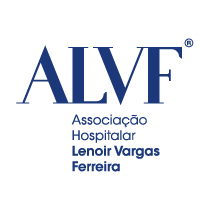 ALVF®
Associação
Hospitalar
Lenoir Vargas
Ferreira